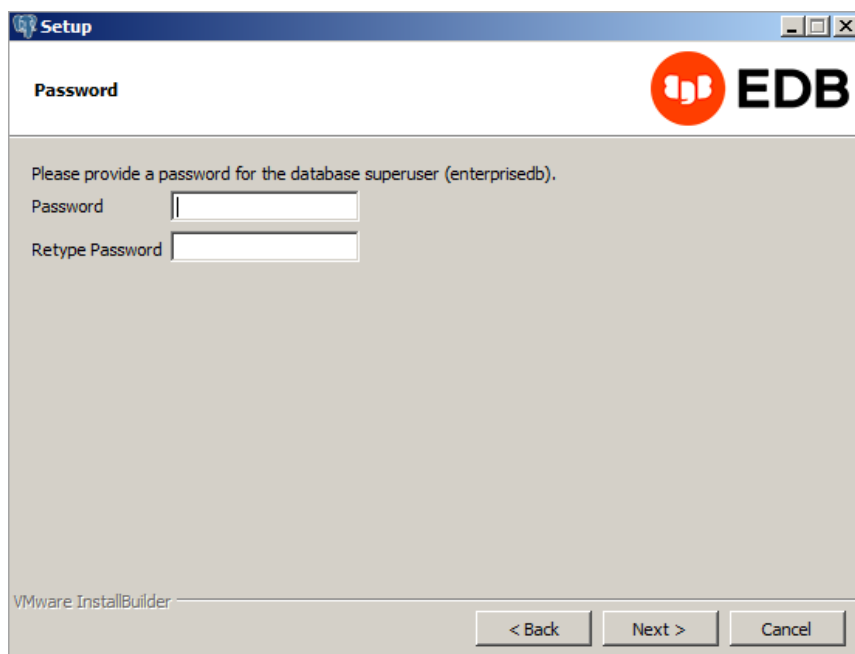 Setup
Password
EDB
Please provide a password for the database superuser (enterprisedb).
Password
Retype Password
VMware InstallBuilder
< Back
Next >
Cancel